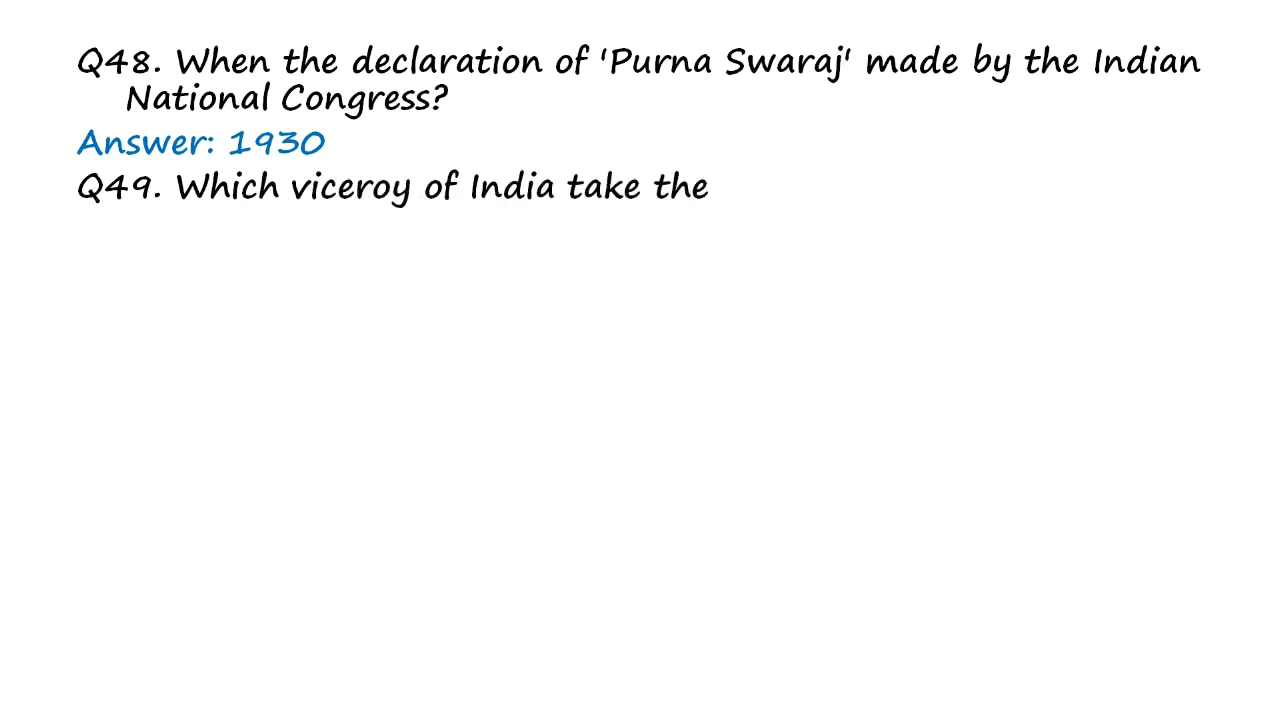 Q48. When the declaration of 'Purna Swaraj' made by the Indian
National Congress?
Answer: 1930
Q49. Which viceroy of India take the